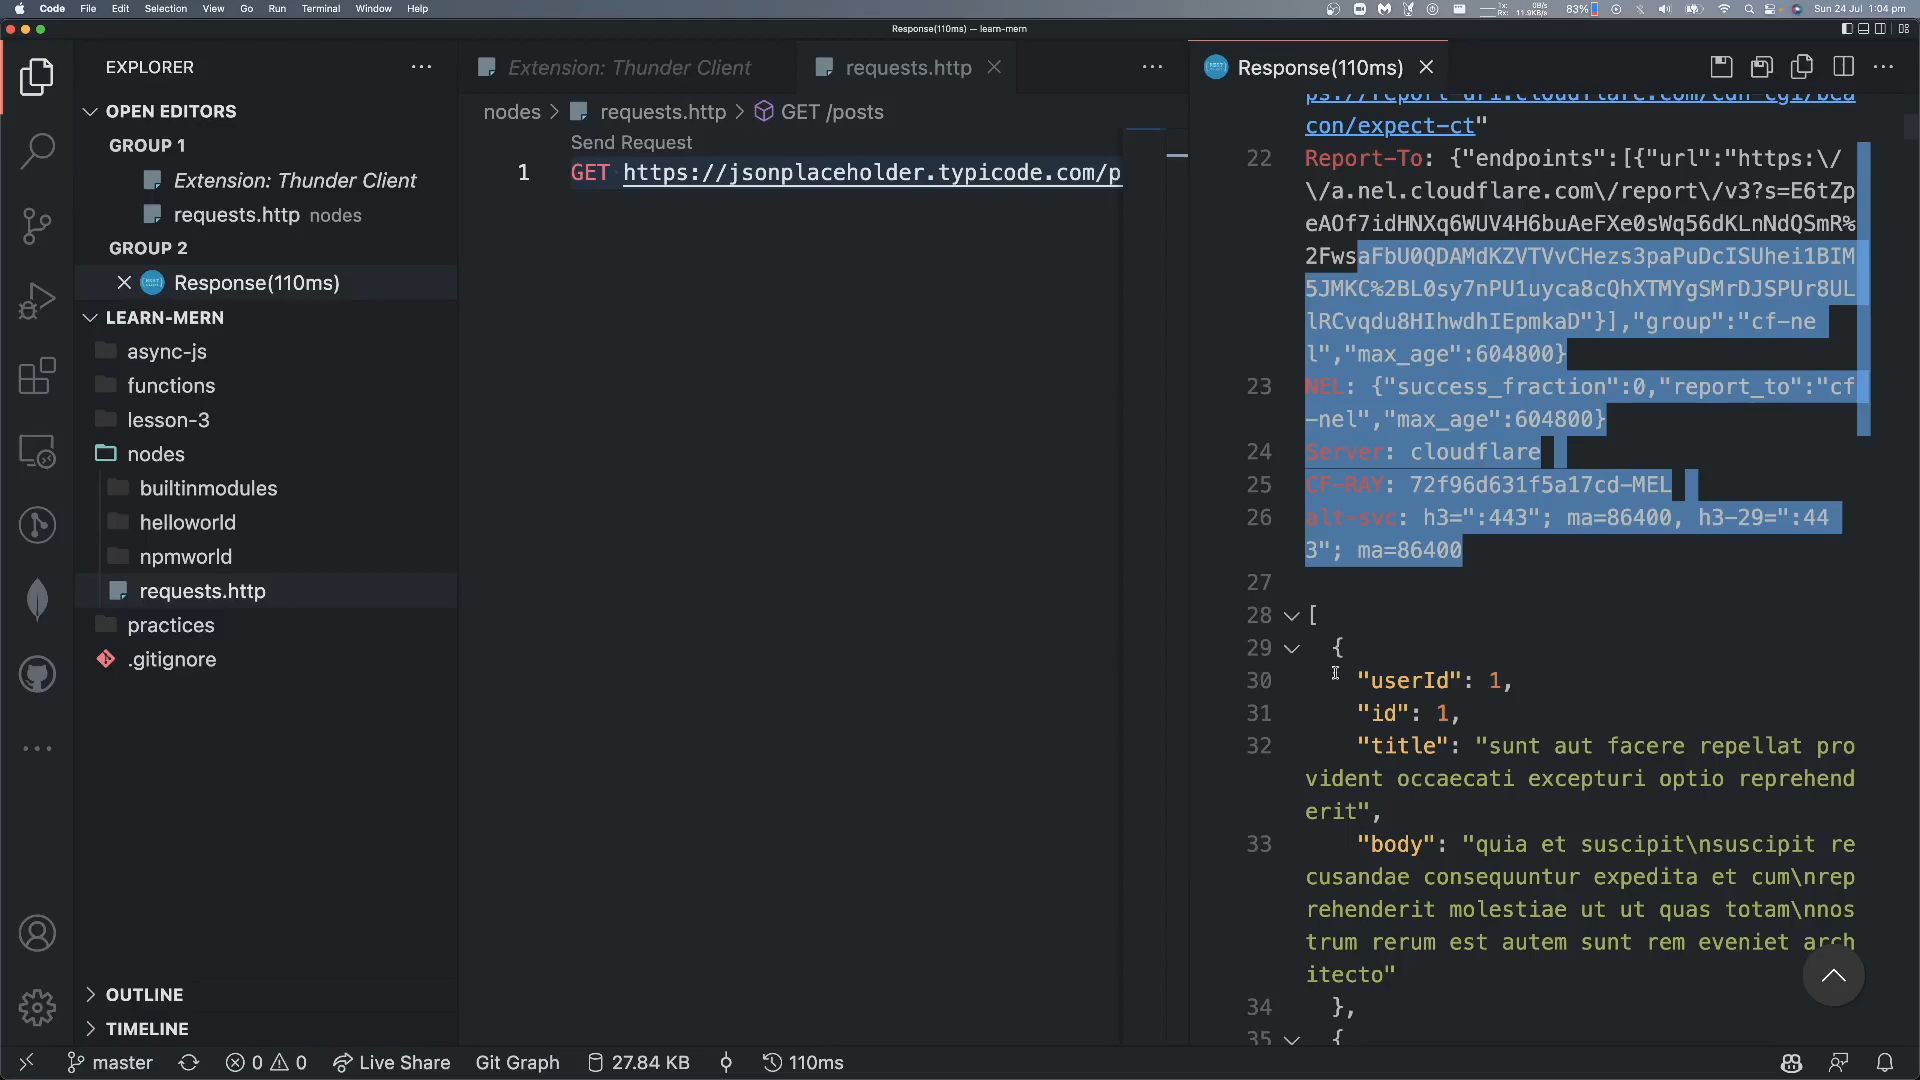 Code File Edit Selection View Go Run Terminal Window Help
83% Sun 24 Jul 1:04 pm
Response(110ms) — learn-mern
EXPLORER
OPEN EDITORS
GROUP 1
Extension: Thunder Client
requests.http nodes
GROUP 2
Response(110ms)
LEARN-MERN
async-js
functions
lesson-3
nodes
builtinmodules
helloworld
npmworld
requests.http
practices
.gitignore
OUTLINE
TIMELINE
Extension: Thunder Client
requests.http
nodes > requests.http > GET /posts
Send Request
1 GET https://jsonplaceholder.typicode.com/p
Response(110ms)
ps://report-uri.cloudflare.com/cdn-cgi/bea
con/expect-ct"
22 Report-To: {"endpoints":[{"url":"https:\/
\/a.nel.cloudflare.com\/report\/v3?s=E6tZp
eAOf7idHNXq6WUV4H6buAeFXe0sWq56dKLnNdQSmR%
2FwsaFbU0QDAMdKZVTVvCHezs3paPuDcISUhei1BIM
5JMKC%2BL0sy7nPU1uyca8cQhXTMYgSMrDJSPUr8UL
lRCvqdu8HIhwdhIEpmkaD"}],"group":"cf-ne
l","max_age":604800}
23 NEL: {"success_fraction":0,"report_to":"cf
-nel","max_age":604800}
24 Server: cloudflare
25 CF-RAY: 72f96d631f5a17cd-MEL
26 alt-svc: h3=":443"; ma=86400, h3-29=":44
3"; ma=86400
27
28 [
29 {
30 "userId": 1,
31 "id": 1,
32 "title": "sunt aut facere repellat pro
vident occaecati excepturi optio reprehend
erit",
33 "body": "quia et suscipit\nsuscipit re
cusandae consequuntur expedita et cum\nrep
rehenderit molestiae ut ut quas totam\nnos
trum rerum est autem sunt rem eveniet arch
itecto"
34 },
35 {
master 0 0 Live Share Git Graph 27.84 KB 110ms